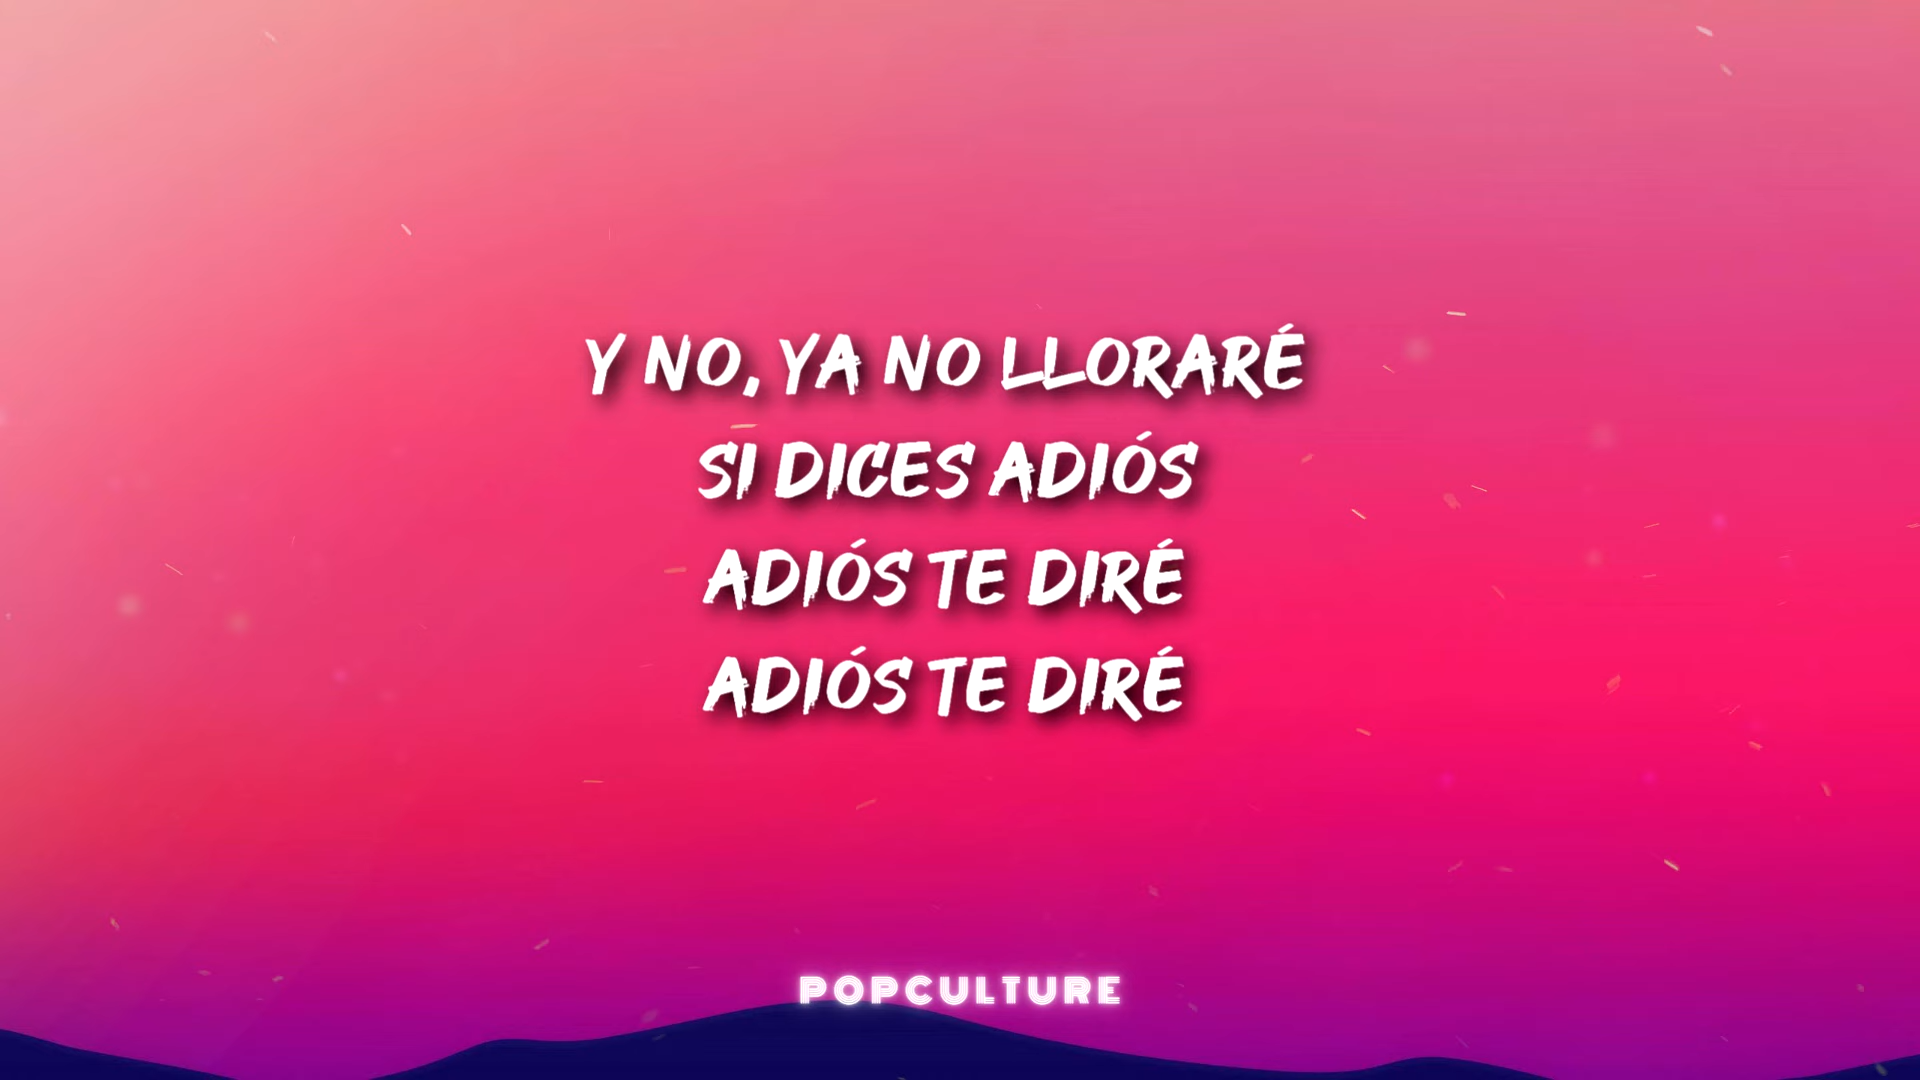 Y NO, YA NO LLORARÉ
SI DICES ADIÓS
ADIÓS TE DIRÉ
ADIÓS TE DIRÉ
POPCULTURE